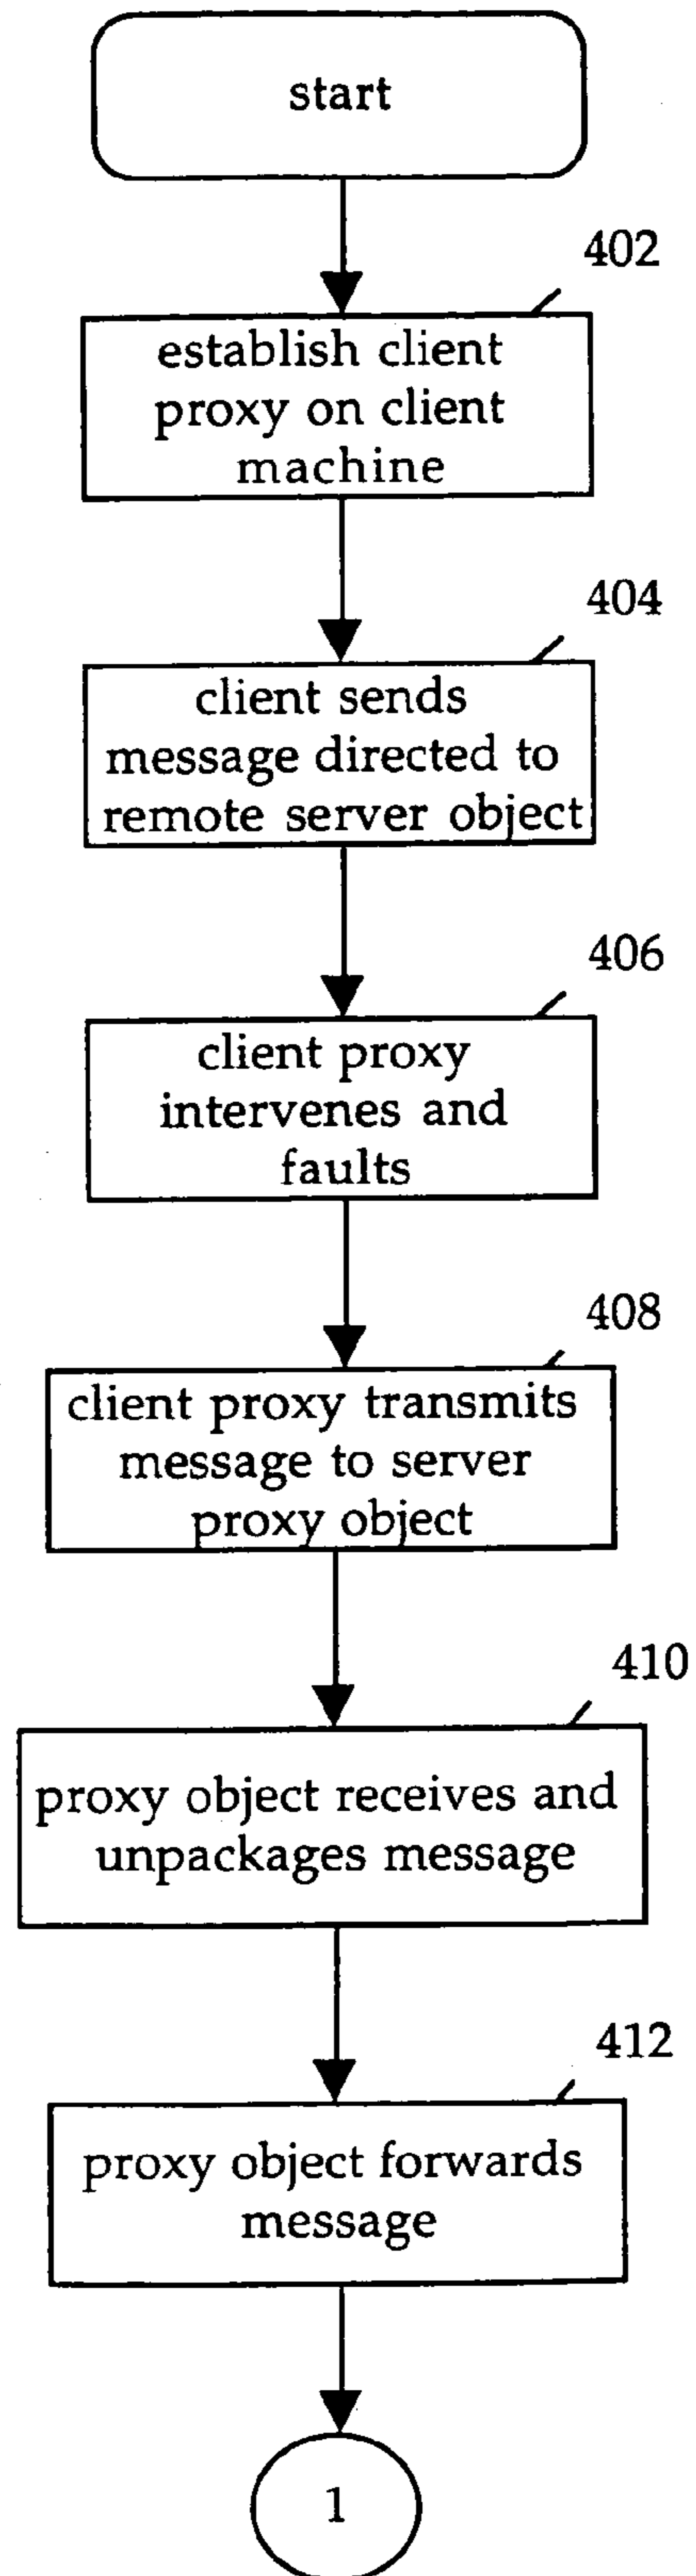 start
402
establish client
proxy on client
machine
404
client sends
message directed to
remote server object
406
client proxy
intervenes and
faults
408
client proxy transmits
message to server
proxy object
410
proxy object receives and
unpackages message
412
proxy object forwards
message
1